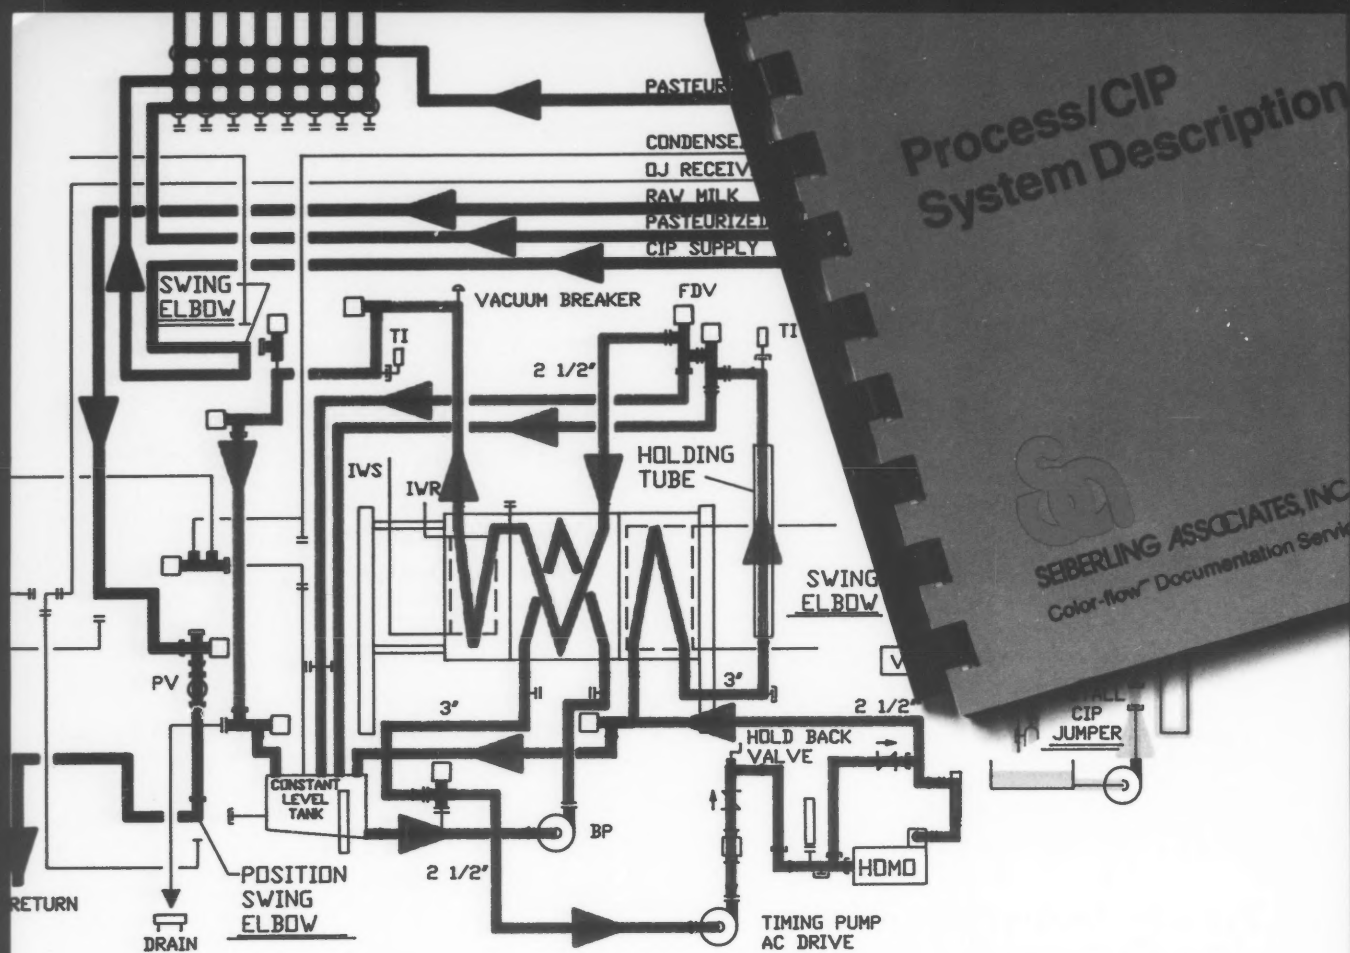 PASTEUR
CONDENSE
OJ RECEIV
RAW MILK
PASTEURIZED
CIP SUPPLY
Process/CIP
System Description
SWING
ELBOW
VACUUM BREAKER
FDV
TI
TI
2 1/2"
HOLDING
TUBE
IWS
IWR
SEIBERLING ASSOCIATES, INC
Color-flow™ Documentation Servic
SWING
ELBOW
PV
3"
3"
2 1/2"
V
CIP
JUMPER
HOLD BACK
VALVE
CONSTANT
LEVEL
TANK
BP
2 1/2"
HOMO
POSITION
SWING
ELBOW
RETURN
DRAIN
TIMING PUMP
AC DRIVE